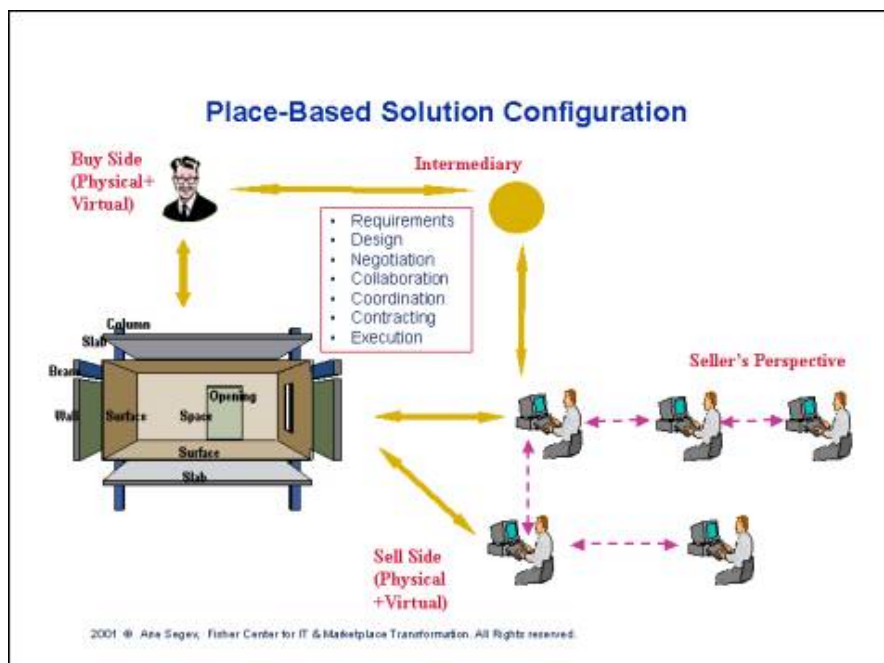 Place-Based Solution Configuration
Buy Side
(Physical+
Virtual)
Intermediary
• Requirements
• Design
• Negotiation
• Collaboration
• Coordination
• Contracting
• Execution
Column
Slab
Beam
Wall
Surface
Space
Opening
Surface
Slab
Seller's Perspective
Sell Side
(Physical
+Virtual)
2001 © Arie Segev, Fisher Center for IT & Marketplace Transformation. All Rights reserved.